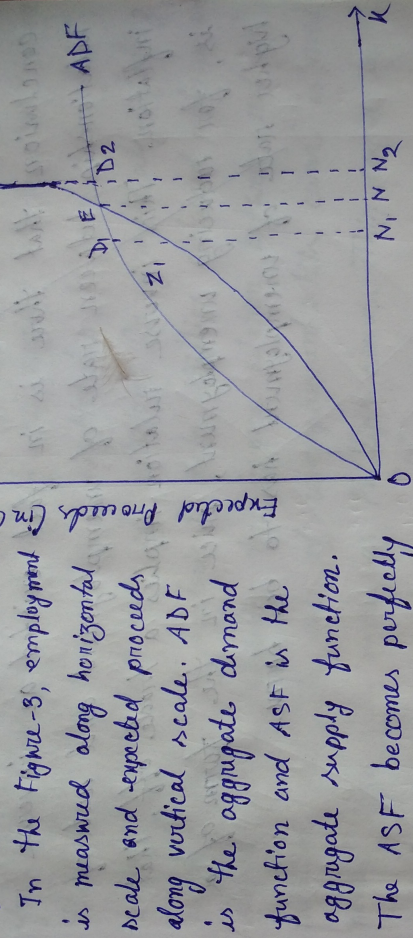 ADF
D2
E
D
Z1
N2
N
N1
O
Expected Proceeds (in
In the Figure-3, employment
is measured along horizontal
scale and expected proceeds
along vertical scale. ADF
is the aggregate demand
function and ASF is the
aggregate supply function.
The ASF becomes perfectly